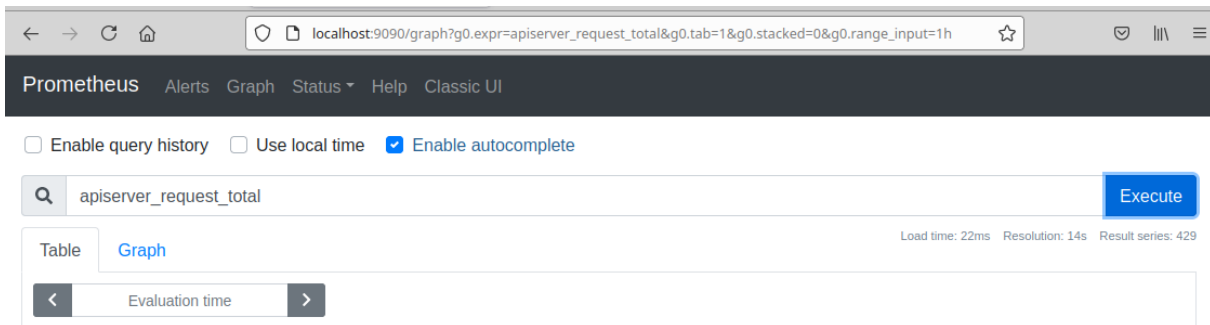 localhost:9090/graph?g0.expr=apiserver_request_total&g0.tab=1&g0.stacked=0&g0.range_input=1h
Prometheus Alerts Graph Status Help Classic UI
Enable query history Use local time Enable autocomplete
apiserver_request_total Execute
Load time: 22ms Resolution: 14s Result series: 429
Table Graph
Evaluation time